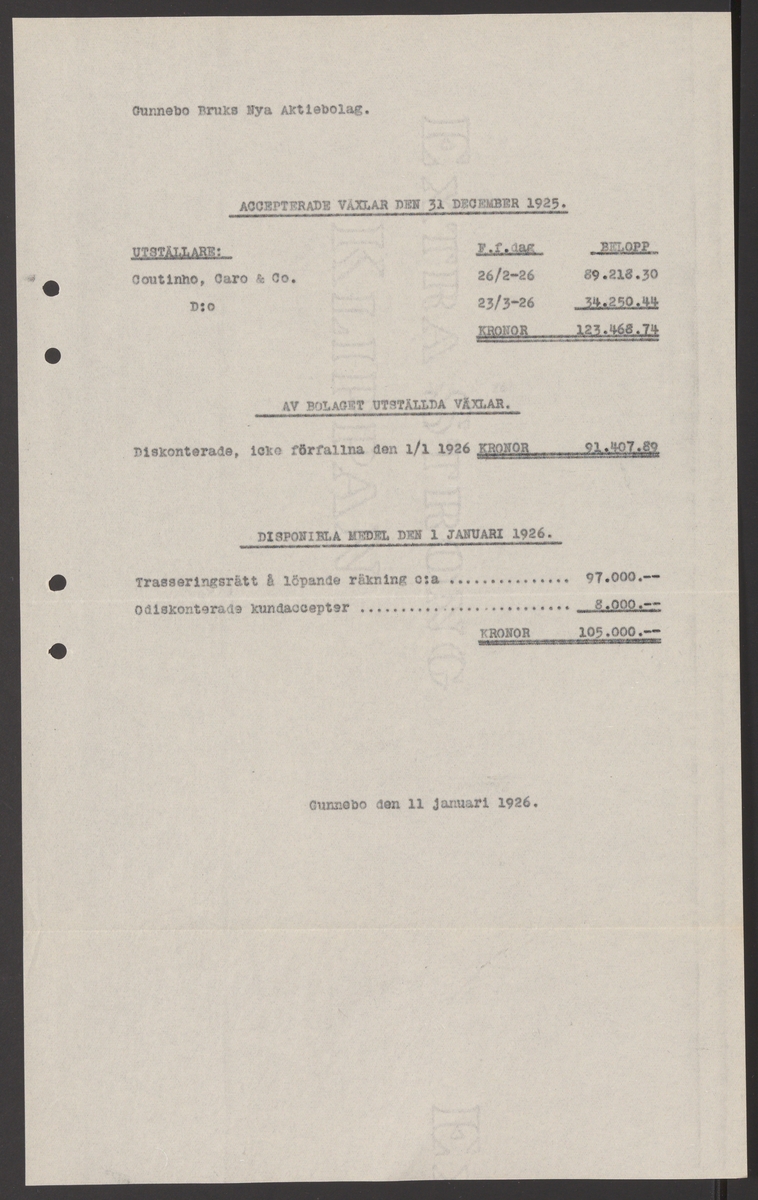 Gunnebo Bruks Nya Aktiebolag.
ACCEPTERADE VÄXLAR DEN 31 DECEMBER 1925.
UTSTÄLLARE: F.f.dag BELOPP
Coutinho, Caro & Co. 26/2-26 89.218.30
D:o 23/3-26 34.250.44
KRONOR 123.468.74
AV BOLAGET UTSTÄLLDA VÄXLAR.
Diskonterade, icke förfallna den 1/1 1926 KRONOR 91.407.89
DISPONIBLA MEDEL DEN 1 JANUARI 1926.
Trasseringsrätt å löpande räkning c:a ............... 97.000.--
Odiskonterade kundaccepter .......................... 8.000.--
KRONOR 105.000.--
Gunnebo den 11 januari 1926.